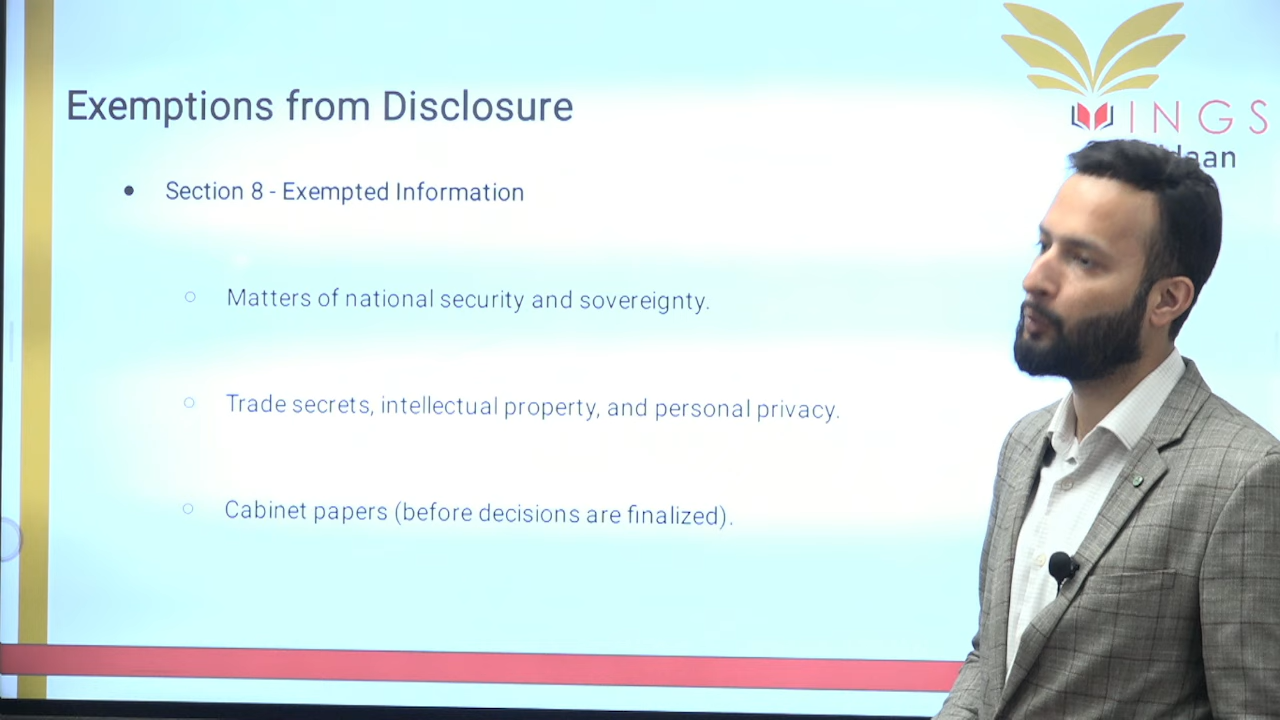 Exemptions from Disclosure
WINGS
• Section 8 - Exempted Information
○ Matters of national security and sovereignty.
○ Trade secrets, intellectual property, and personal privacy.
○ Cabinet papers (before decisions are finalized).